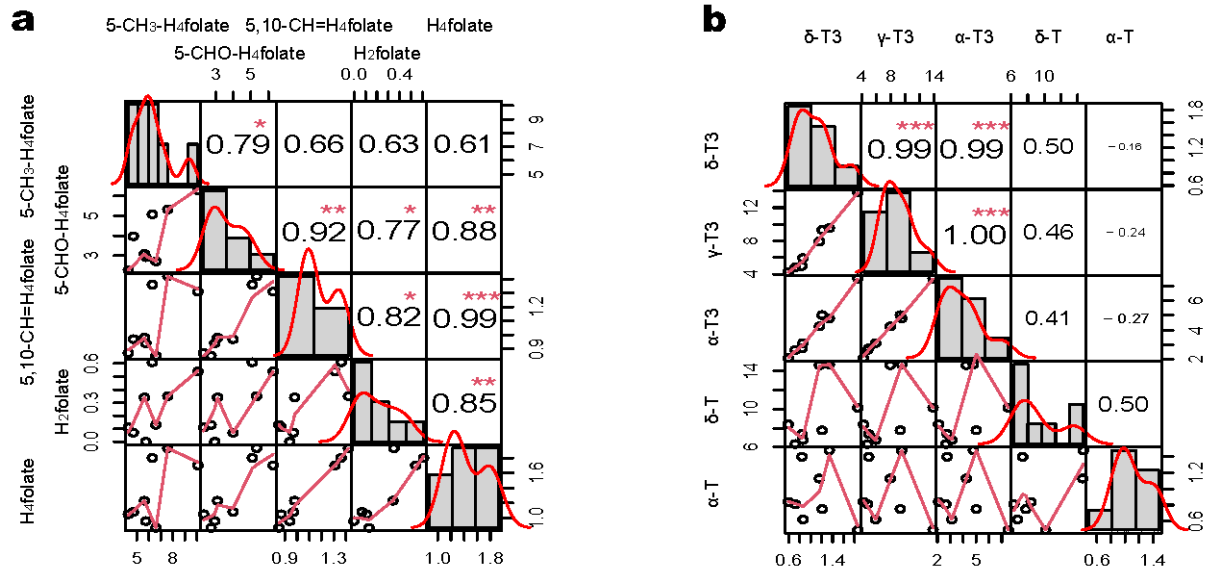 a
5-CH3-H4folate 5,10-CH=H4folate H4folate
5-CHO-H4folate H2folate
3 5 0.0 0.4
5-CH3-H4folate
5-CHO-H4folate
5,10-CH=H4folate
H2folate
H4folate
0.79 * 0.66 0.63 0.61
5 7 9
3 5
0.92 ** 0.77 * 0.88 **
0.82 * 0.99 ***
0.9 1.2
0.0 0.3 0.6
0.85 **
1.0 1.6
5 8 0.9 1.3 1.0 1.8
b
δ-T3 γ-T3 α-T3 δ-T α-T
4 8 14 6 10
δ-T3
γ-T3
α-T3
δ-T
α-T
0.99 *** 0.99 *** 0.50 -0.16
0.6 1.2 1.8
4 8 12
1.00 *** 0.46 -0.24
0.41 -0.27
2 4 6
6 10 14
0.50
0.6 1.2
0.6 1.4 2 5 0.6 1.4